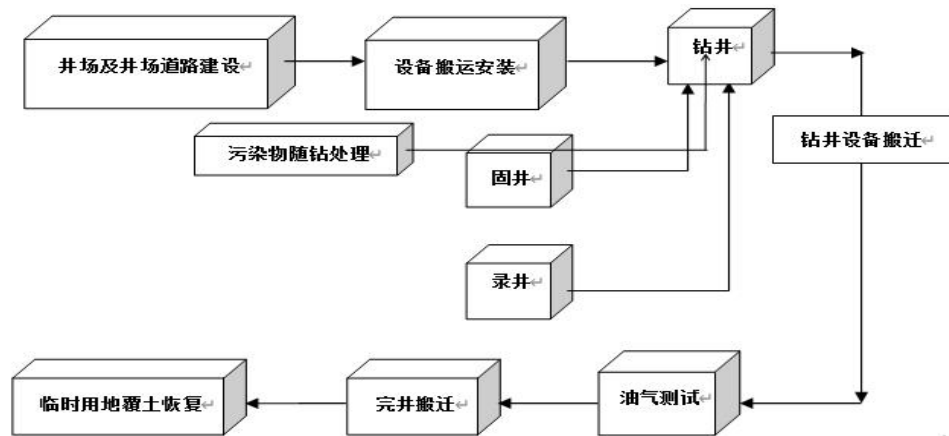 井场及井场道路建设
设备搬运安装
钻井
污染物随钻处理
固井
钻井设备搬迁
录井
临时用地覆土恢复
完井搬迁
油气测试